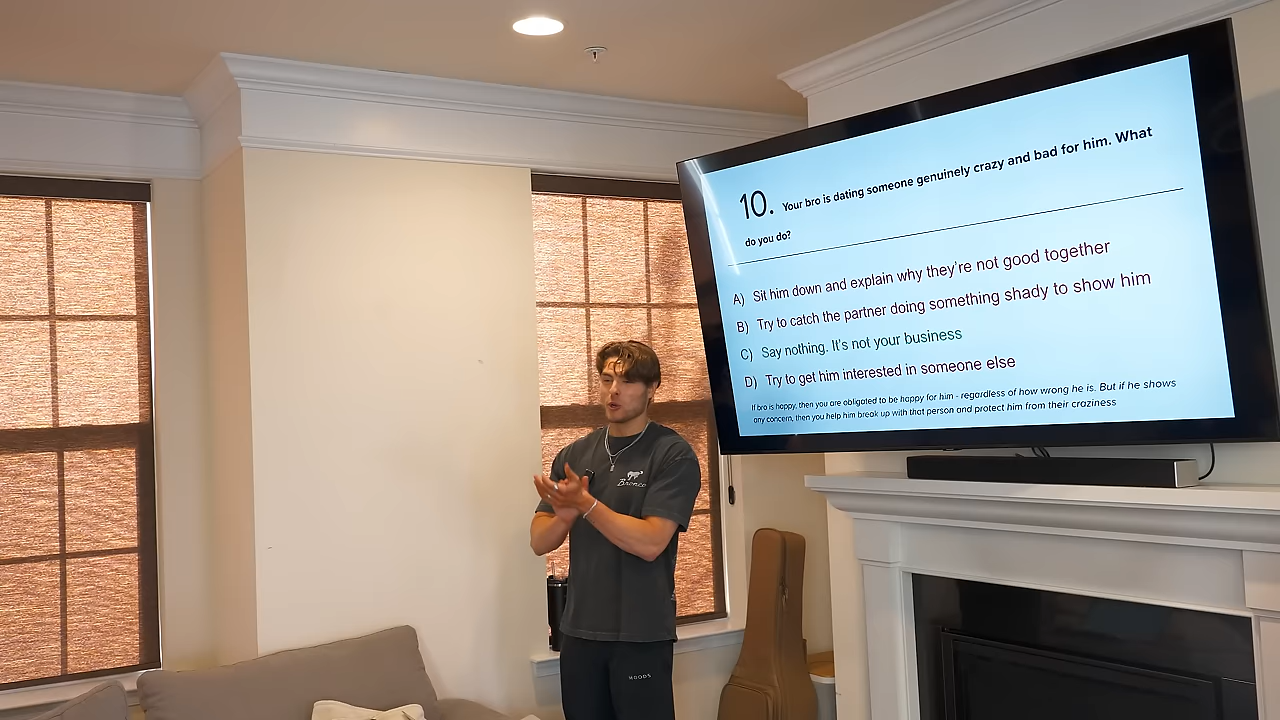 10. Your bro is dating someone genuinely crazy and bad for him. What
do you do?
A) Sit him down and explain why they're not good together
B) Try to catch the partner doing something shady to show him
C) Say nothing. It's not your business
D) Try to get him interested in someone else
If bro is happy, then you are obligated to be happy for him - regardless of how wrong he is. But if he shows
any concern, then you help him break up with that person and protect him from their craziness
Bronco
HOODS